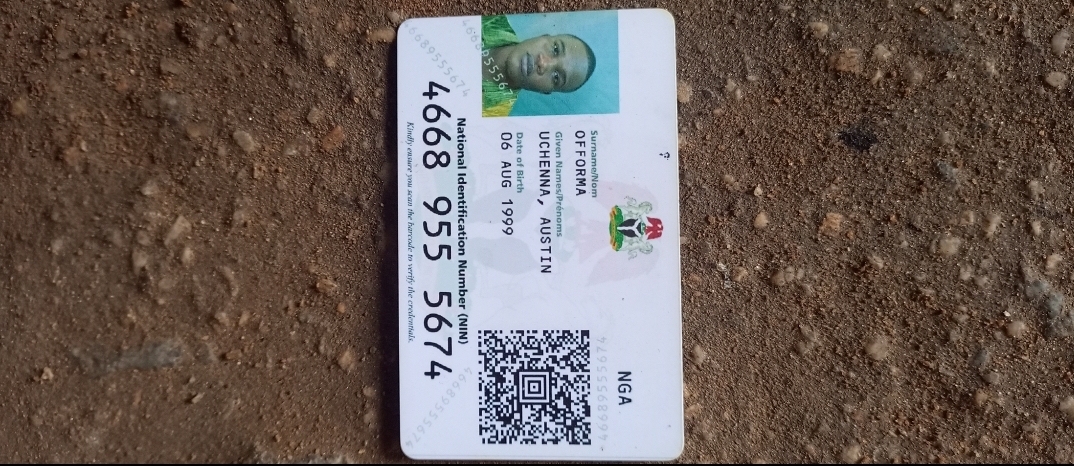 NGA
Surname/Nom
OFFORMA
Given Names/Prénoms
UCHENNA, AUSTIN
Date of Birth
06 AUG 1999
National Identification Number (NIN)
4668 955 5674
Kindly ensure you scan the barcode to verify the credentials.
46689555674
46689555674
46689555674